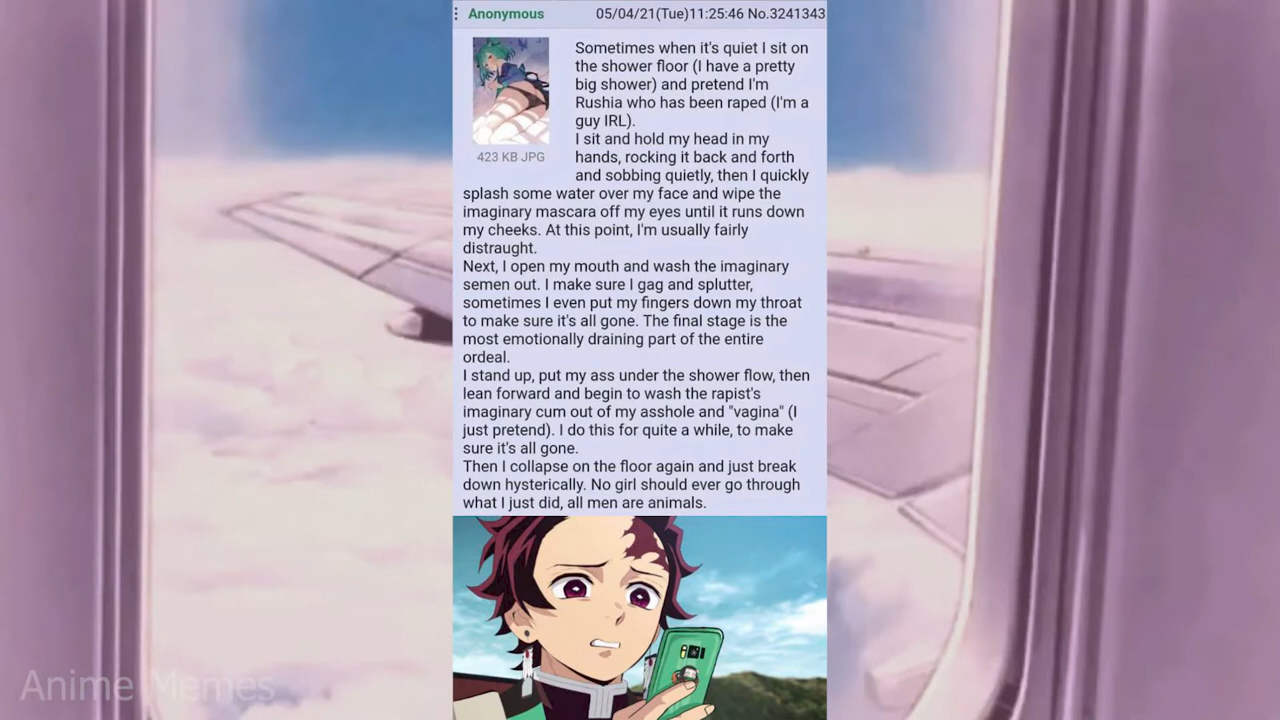 Anonymous 05/04/21(Tue)11:25:46 No.3241343
Sometimes when it's quiet I sit on
the shower floor (I have a pretty
big shower) and pretend I'm
Rushia who has been raped (I'm a
guy IRL).
I sit and hold my head in my
hands, rocking it back and forth
and sobbing quietly, then I quickly
423 KB JPG
splash some water over my face and wipe the
imaginary mascara off my eyes until it runs down
my cheeks. At this point, I'm usually fairly
distraught.
Next, I open my mouth and wash the imaginary
semen out. I make sure I gag and splutter,
sometimes I even put my fingers down my throat
to make sure it's all gone. The final stage is the
most emotionally draining part of the entire
ordeal.
I stand up, put my ass under the shower flow, then
lean forward and begin to wash the rapist's
imaginary cum out of my asshole and "vagina" (I
just pretend). I do this for quite a while, to make
sure it's all gone.
Then I collapse on the floor again and just break
down hysterically. No girl should ever go through
what I just did, all men are animals.
Anime Memes